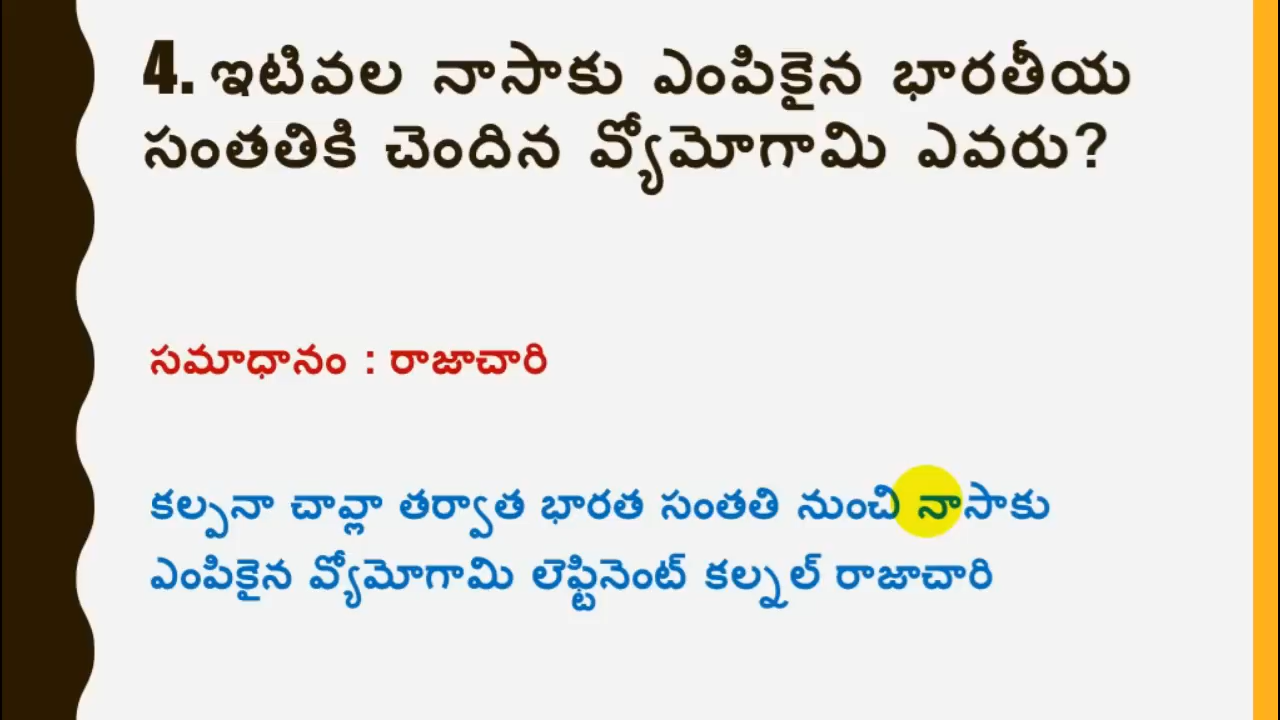 4. ఇటివల నాసాకు ఎంపికైన భారతీయ
సంతతికి చెందిన వ్యోమోగామి ఎవరు?
సమాధానం : రాజాచారి
కల్పనా చావ్లా తర్వాత భారత సంతతి నుంచి నాసాకు
ఎంపికైన వ్యోమోగామి లెఫ్టినెంట్ కల్నల్ రాజాచారి